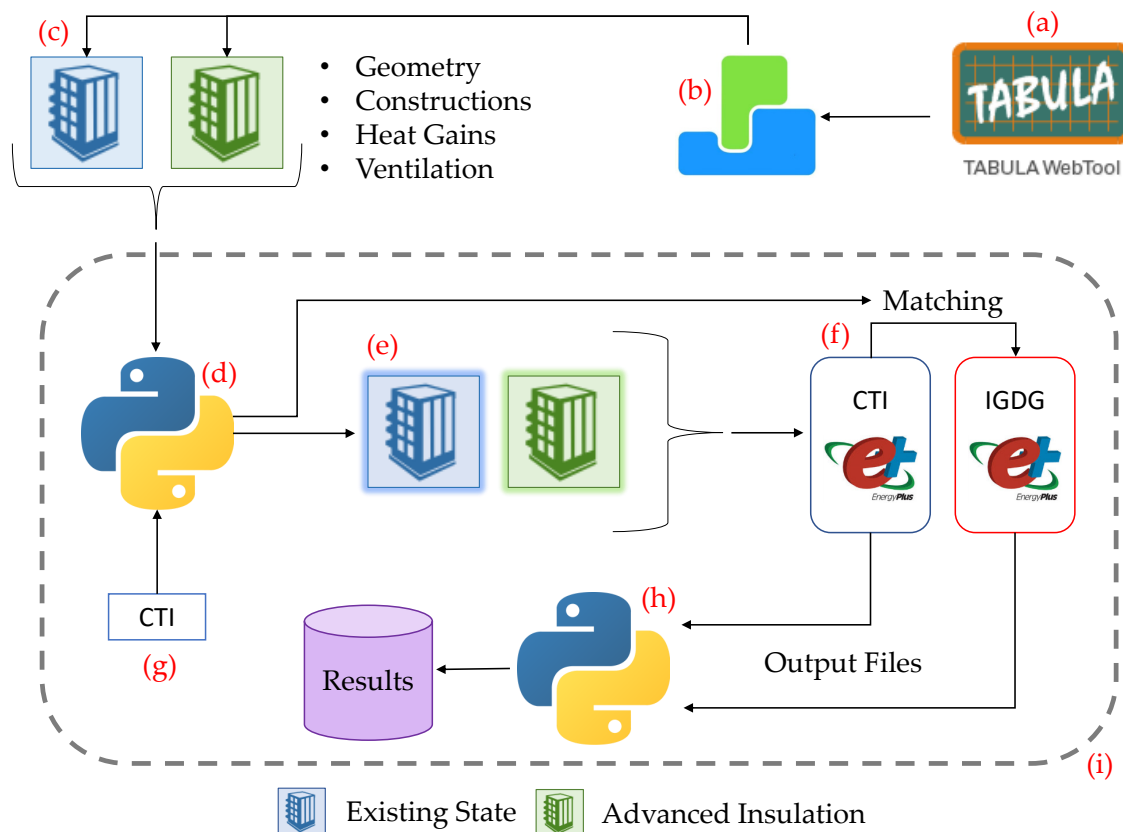 (a)
(c)
TABULA
• Geometry
(b)
• Constructions
• Heat Gains
• Ventilation
TABULA WebTool
Matching
(f)
(e)
(d)
CTI
IGDG
e+
EnergyPlus
e+
EnergyPlus
CTI
(h)
(g)
Output Files
Results
(i)
Existing State
Advanced Insulation